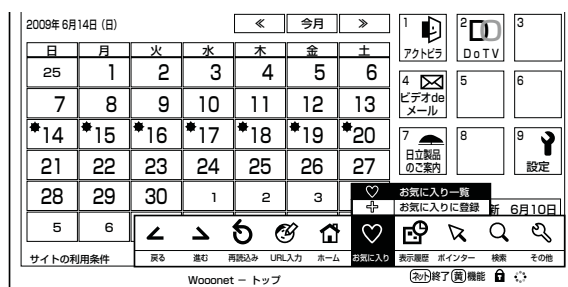 2009年 6月14日（日） ≪ 今月 ≫
日 月 火 水 木 金 土
25 1 2 3 4 5 6
7 8 9 10 11 12 13
14 15 16 17 18 19 20
21 22 23 24 25 26 27
28 29 30 1 2 3
5 6
1 アクトビラ
2 DoTV
3
4 ビデオde
メール
5
6
7 日立製品
のご案内
8
9 設定
お気に入り一覧
お気に入りに登録
新 6月10日
戻る 進む 再読込み URL入力 ホーム お気に入り 表示履歴 ポインター 検索 その他
サイトの利用条件
Wooonet − トップ
ネット終了 黄機能